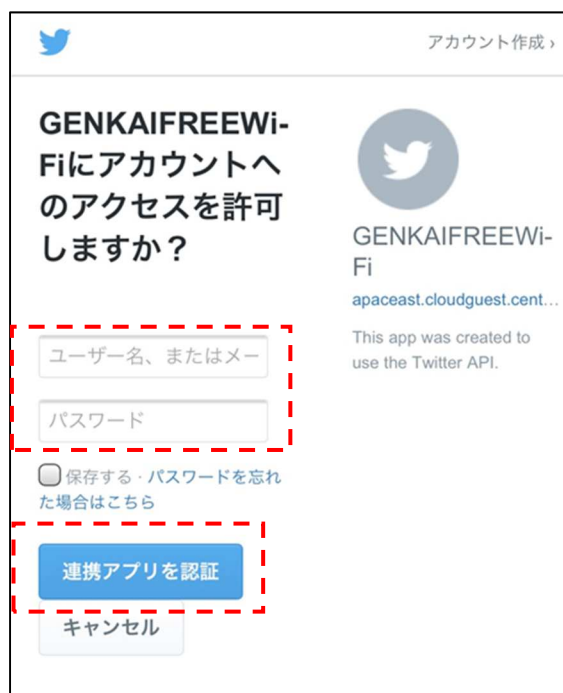 アカウント作成 ›
GENKAIFREEWi-
Fiにアカウントへ
のアクセスを許可
しますか？
ユーザー名、またはメー
パスワード
保存する · パスワードを忘れ
た場合はこちら
連携アプリを認証
キャンセル
GENKAIFREEWi-
Fi
apaceast.cloudguest.cent...
This app was created to
use the Twitter API.